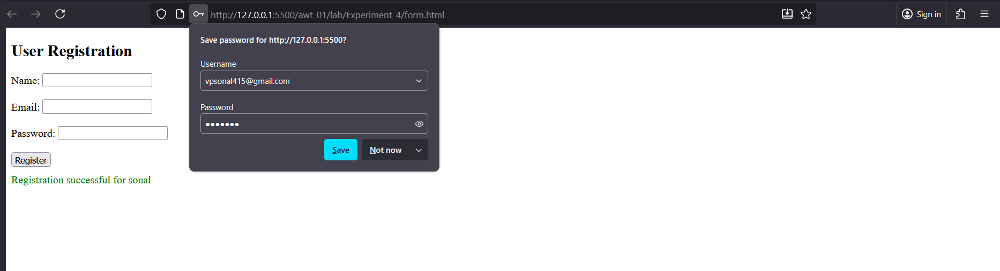 http://127.0.0.1:5500/awt_01/lab/Experiment_4/form.html
Sign in
User Registration
Name:
Email:
Password:
Register
Registration successful for sonal
Save password for http://127.0.0.1:5500?
Username
vpsonal415@gmail.com
Password
●●●●●●●
Save
Not now